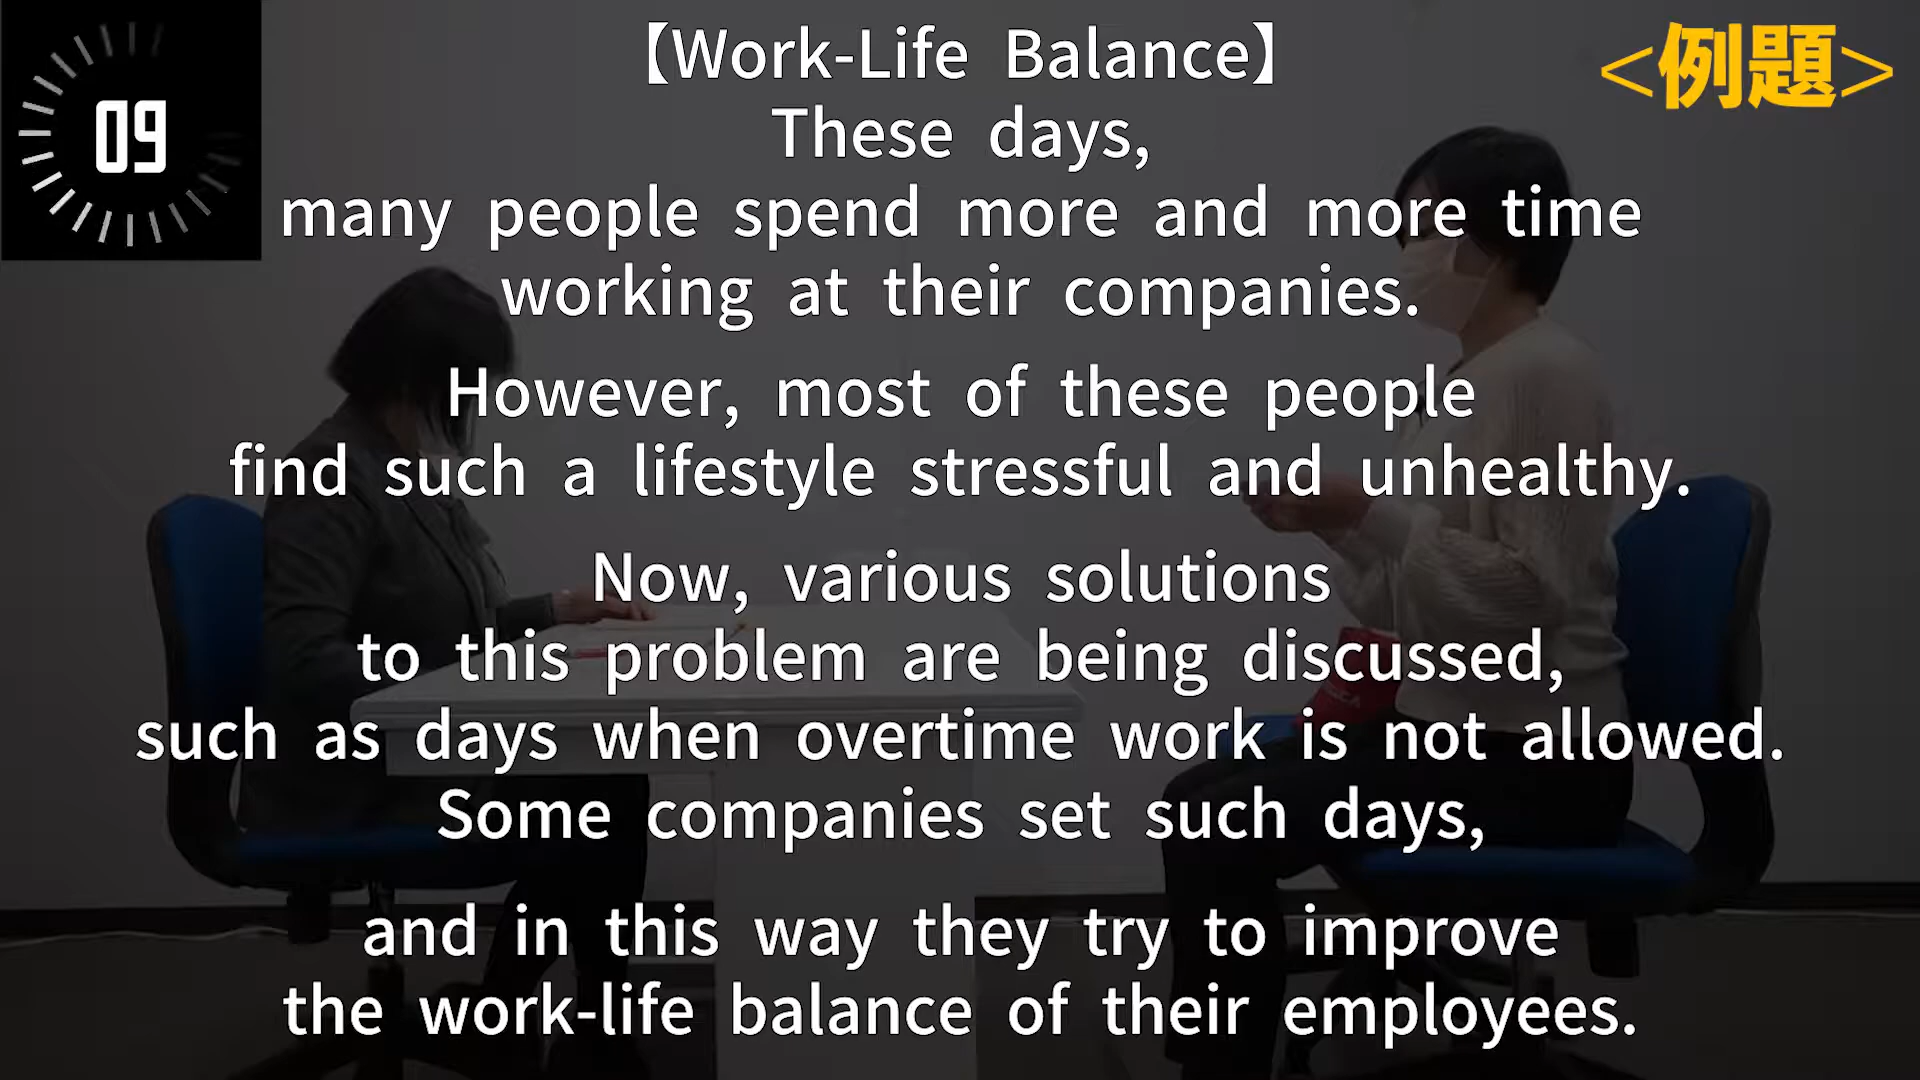 09
【Work-Life Balance】
<例題>
These days,
many people spend more and more time
working at their companies.
However, most of these people
find such a lifestyle stressful and unhealthy.
Now, various solutions
to this problem are being discussed,
such as days when overtime work is not allowed.
Some companies set such days,
and in this way they try to improve
the work-life balance of their employees.